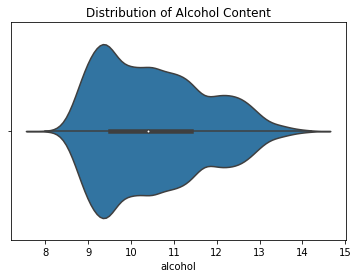 Distribution of Alcohol Content
8 9 10 11 12 13 14 15
alcohol